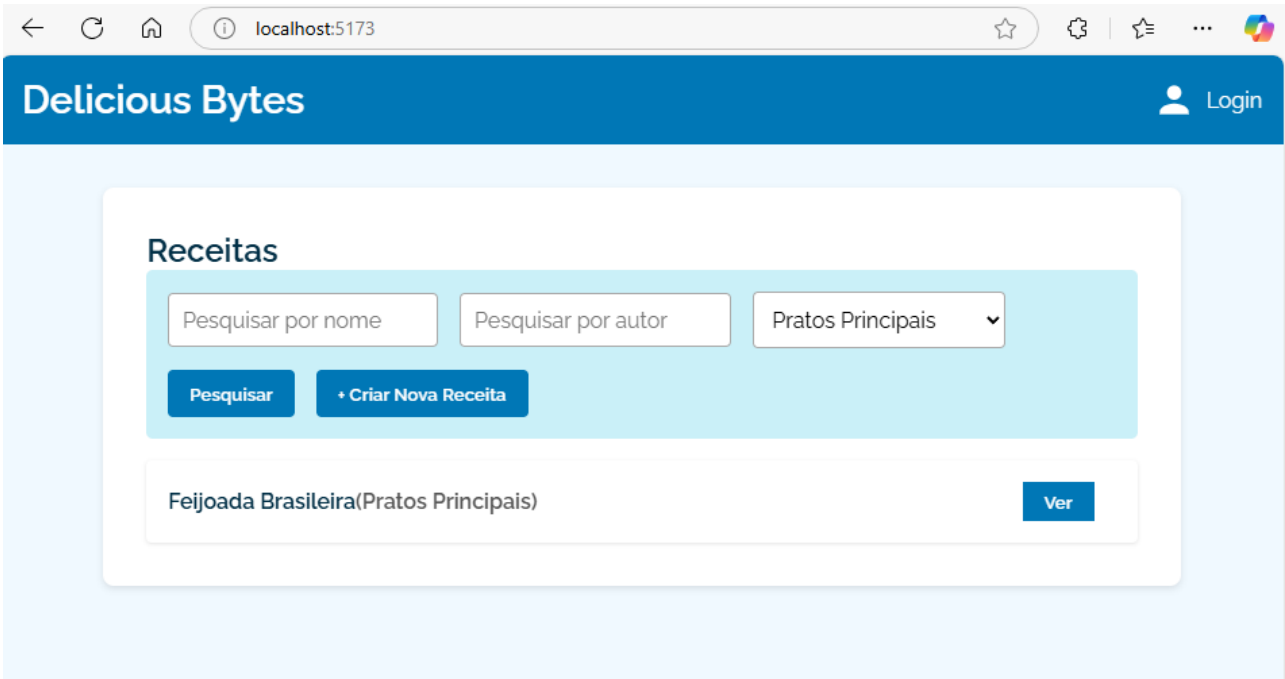 localhost:5173
Delicious Bytes
Login
Receitas
Pesquisar por nome
Pesquisar por autor
Pratos Principais
Pesquisar
+ Criar Nova Receita
Feijoada Brasileira(Pratos Principais)
Ver